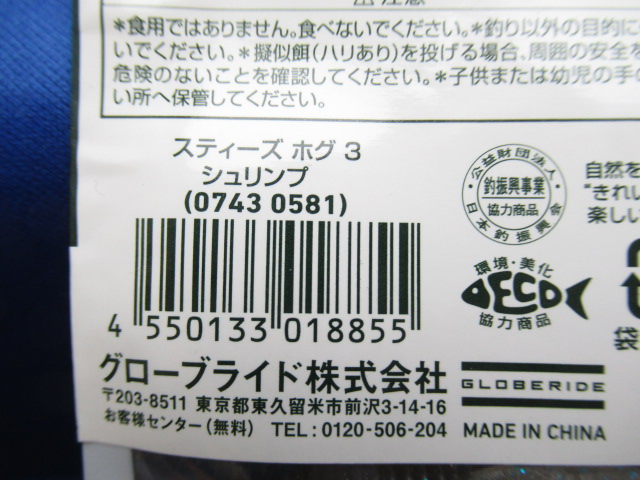 注意
*食用ではありません。食べないでください。*釣り以外の目的に
いでください。*擬似餌(ハリあり)を投げる場合、周囲の安全を
危険のないことを確認してください。*子供または幼児の手の
い所へ保管してください。
スティーズ ホグ 3
シュリンプ
(0743 0581)
4 550133 018855
グローブライド株式会社
〒203-8511 東京都東久留米市前沢3-14-16
お客様センター(無料) TEL:0120-506-204
公益財団法人
釣振興事業
協力商品
日本釣振興会
環境・美化
ECO
協力商品
GLOBERIDE
MADE IN CHINA
自然を
"きれい
楽しい
袋